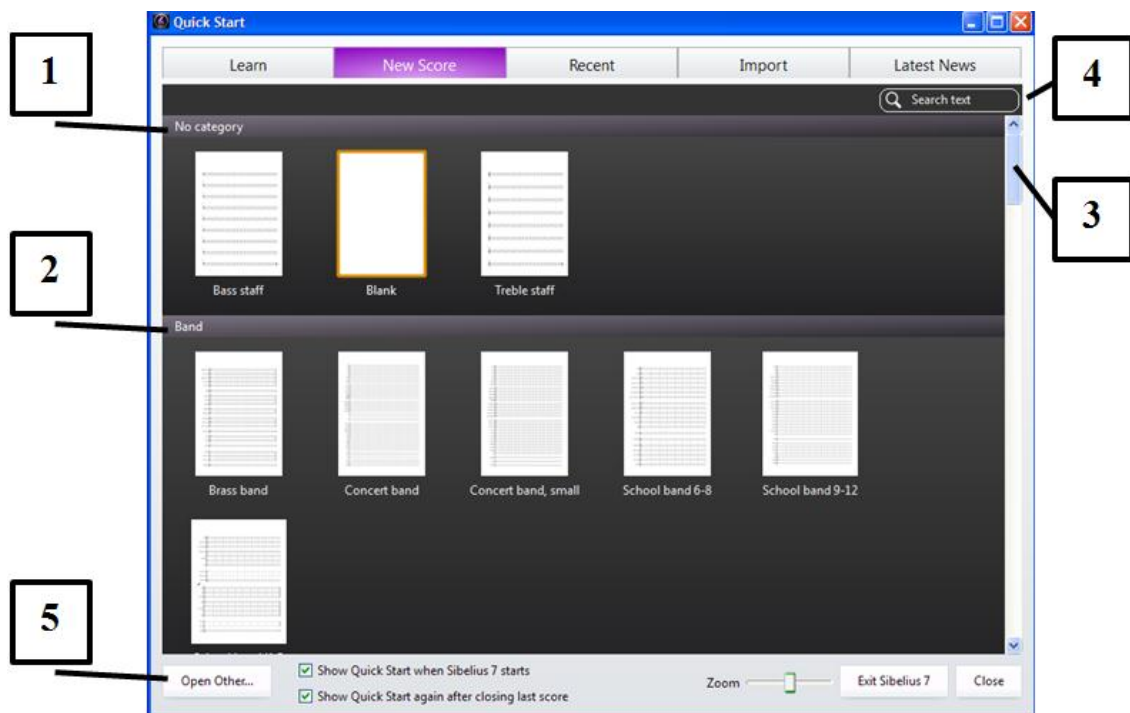 Quick Start
1
Learn New Score Recent Import Latest News
4
Search text
No category
3
Bass staff Blank Treble staff
2
Band
Brass band Concert band Concert band, small School band 6-8 School band 9-12
5
Open Other...
Show Quick Start when Sibelius 7 starts
Show Quick Start again after closing last score
Zoom
Exit Sibelius 7
Close